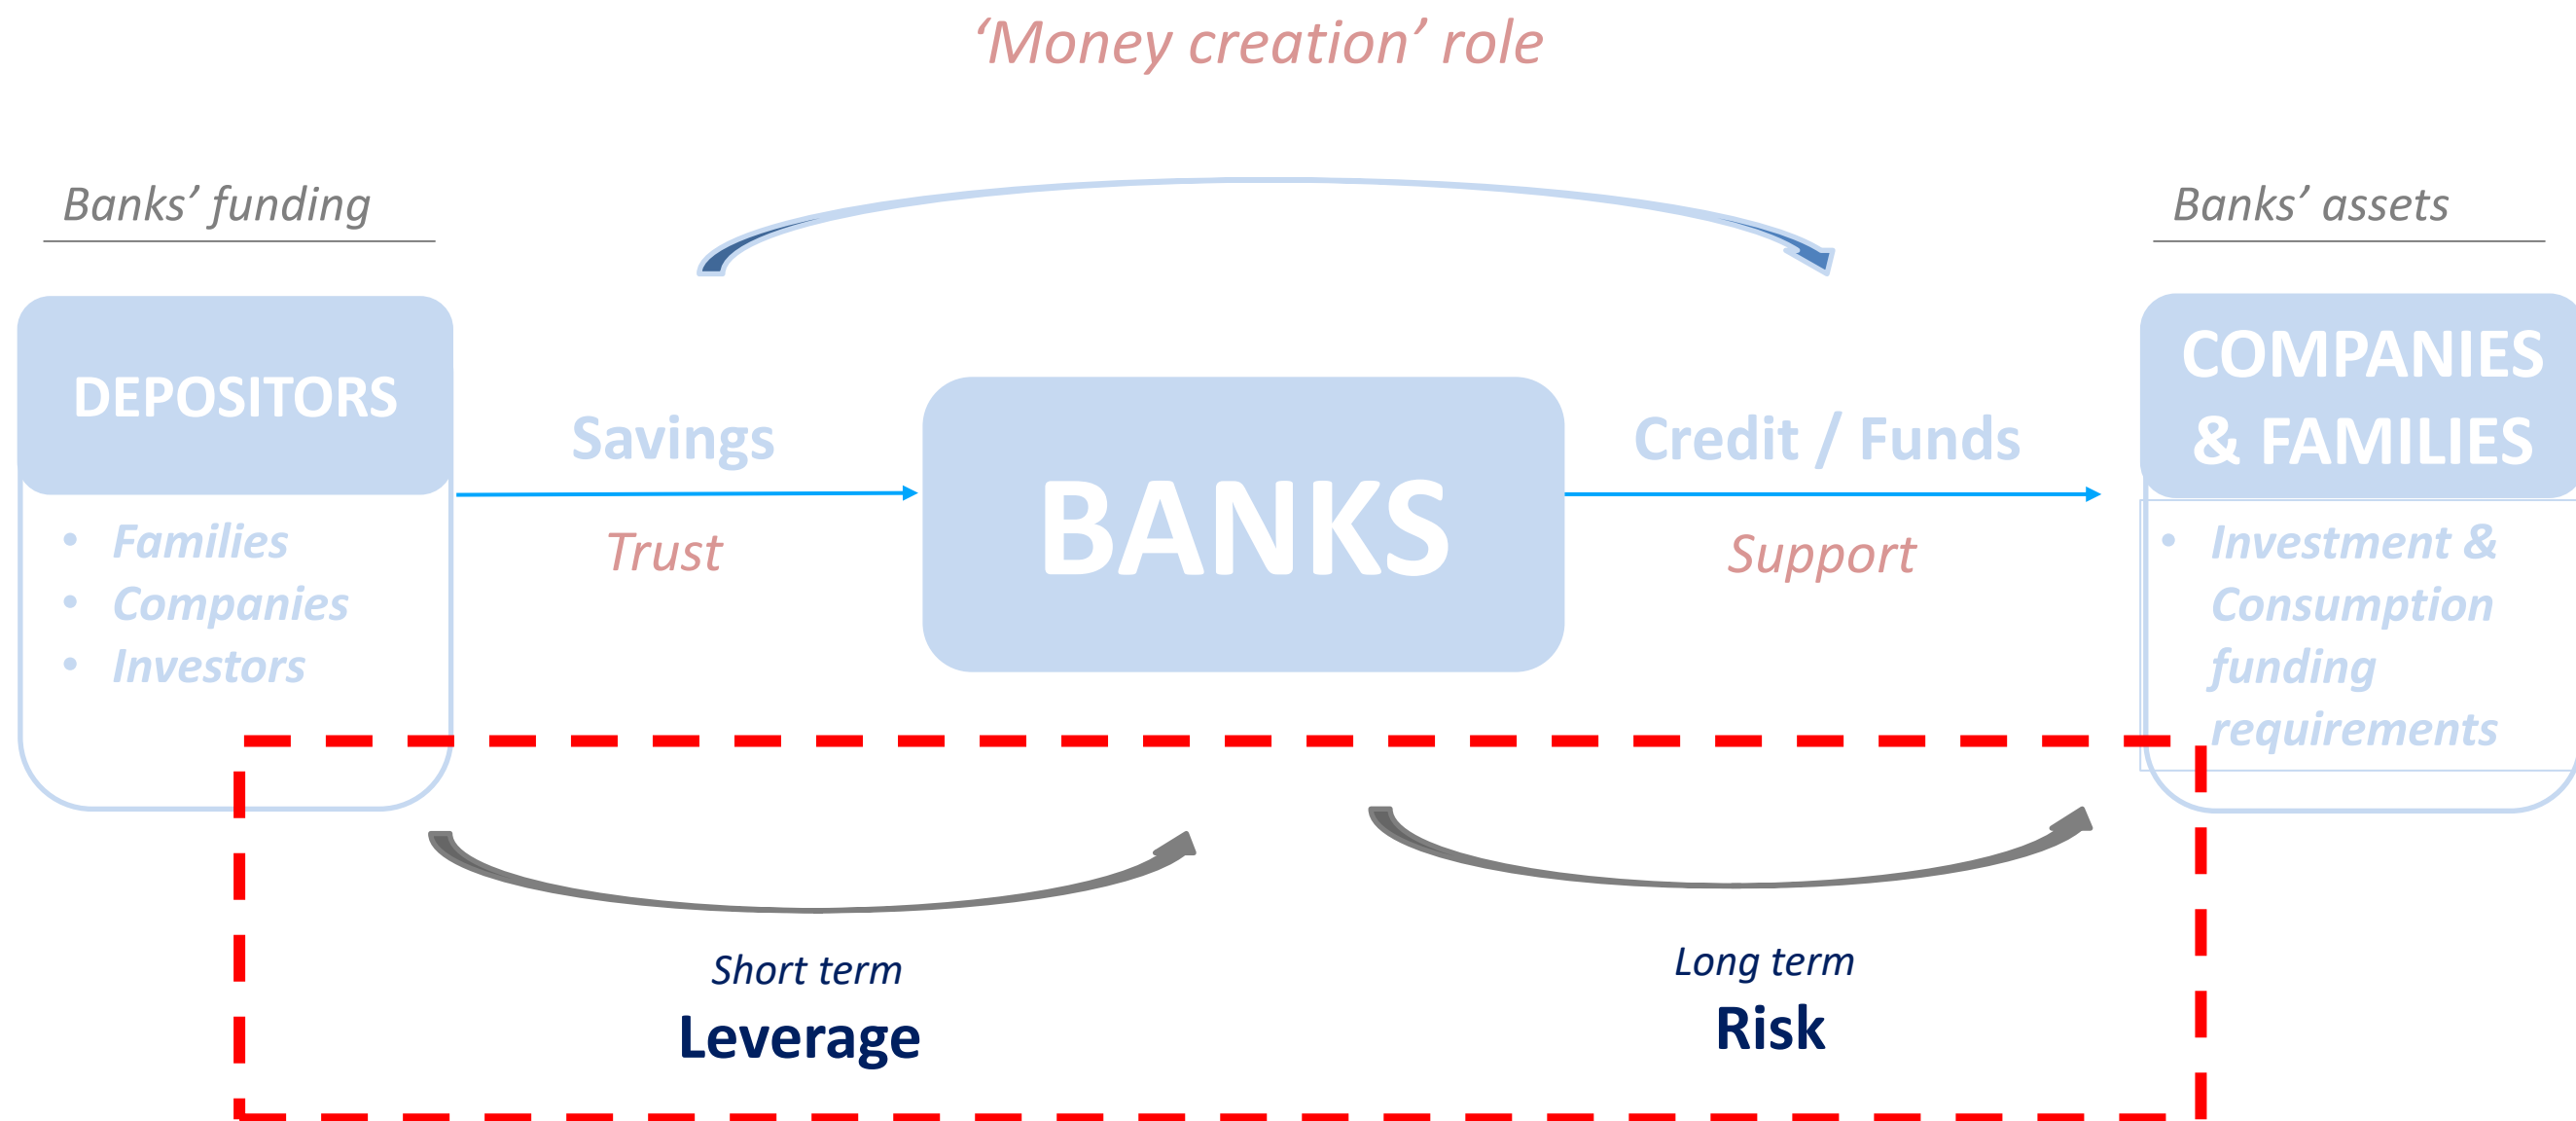 ‘Money creation’ role
Banks’ funding
Banks’ assets
DEPOSITORS
• Families
• Companies
• Investors
Savings
Trust
BANKS
Credit / Funds
Support
COMPANIES
& FAMILIES
• Investment &
Consumption
funding
requirements
Short term
Leverage
Long term
Risk